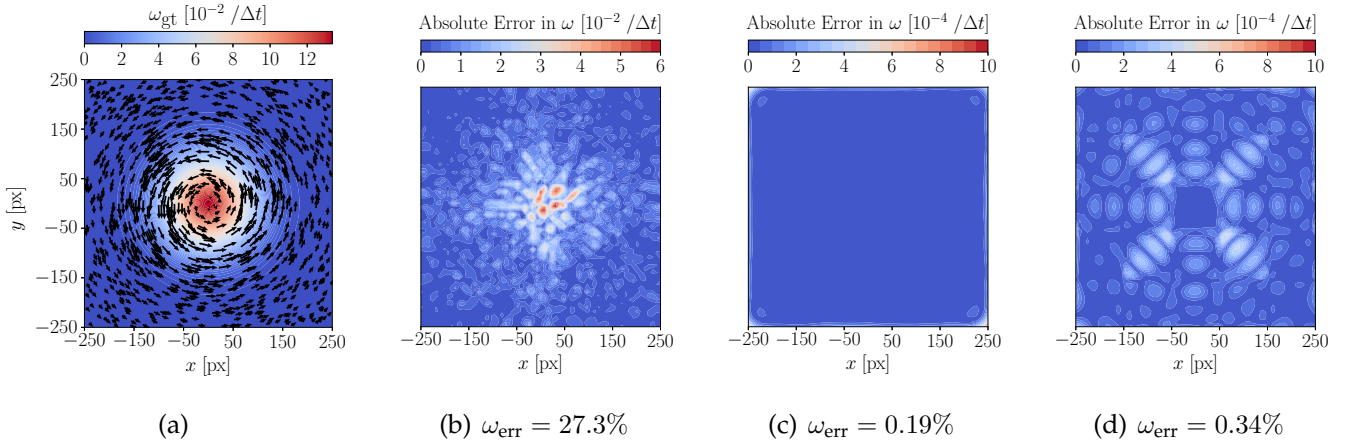 ω_gt [10⁻² /Δt]
0 4 8 12
250
150
50
−50
−150
−250
y [px]
−250 −150 −50 50 150 250
x [px]
(a)
Absolute Error in ω [10⁻² /Δt]
0 1 2 3 4 5 6
−250 −150 −50 50 150 250
x [px]
(b) ω_err = 27.3%
Absolute Error in ω [10⁻⁴ /Δt]
0 2 4 6 8 10
−250 −150 −50 50 150 250
x [px]
(c) ω_err = 0.19%
Absolute Error in ω [10⁻⁴ /Δt]
0 2 4 6 8 10
−250 −150 −50 50 150 250
x [px]
(d) ω_err = 0.34%